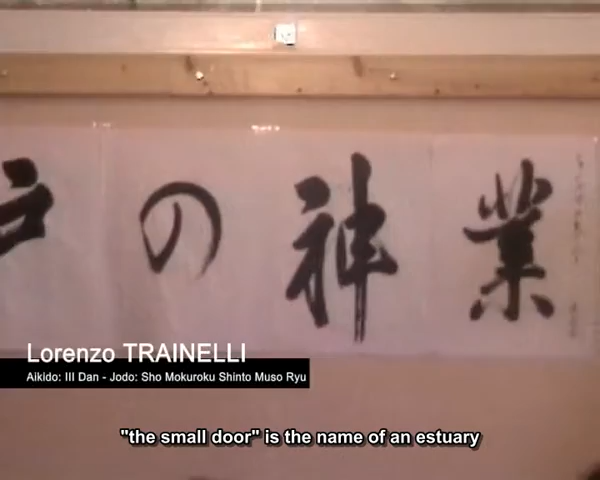 戸の神業
Lorenzo TRAINELLI
Aikido: III Dan - Jodo: Sho Mokuroku Shinto Muso Ryu
"the small door" is the name of an estuary